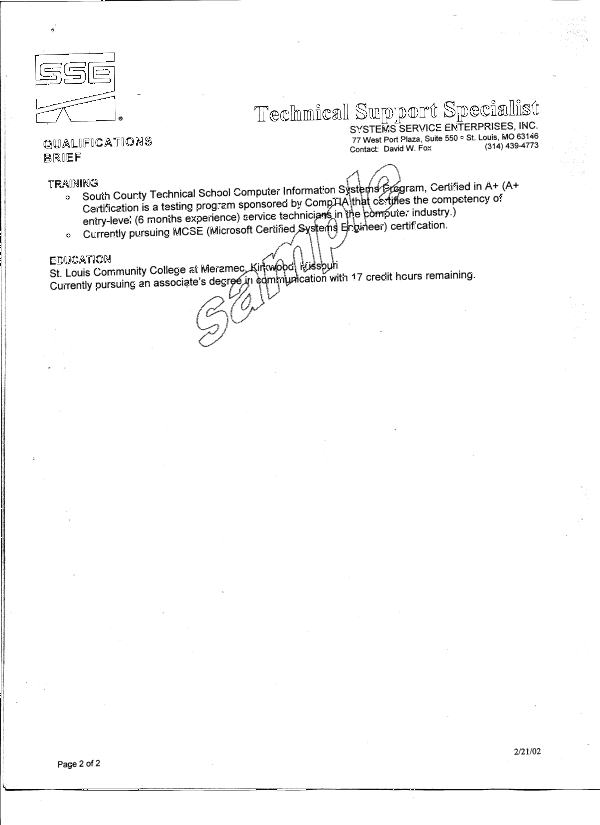 SSE
Technical Support Specialist
SYSTEMS SERVICE ENTERPRISES, INC.
77 West Port Plaza, Suite 550 • St. Louis, MO 63146
Contact: David W. Fox (314) 439-4773
QUALIFICATIONS
BRIEF
TRAINING
o South County Technical School Computer Information Systems Program, Certified in A+ (A+
Certification is a testing program sponsored by CompTIA that certifies the competency of
entry-level (6 months experience) service technicians in the computer industry.)
o Currently pursuing MCSE (Microsoft Certified Systems Engineer) certification.
EDUCATION
St. Louis Community College at Meramec, Kirkwood, Missouri
Currently pursuing an associate's degree in communication with 17 credit hours remaining.
sample
2/21/02
Page 2 of 2